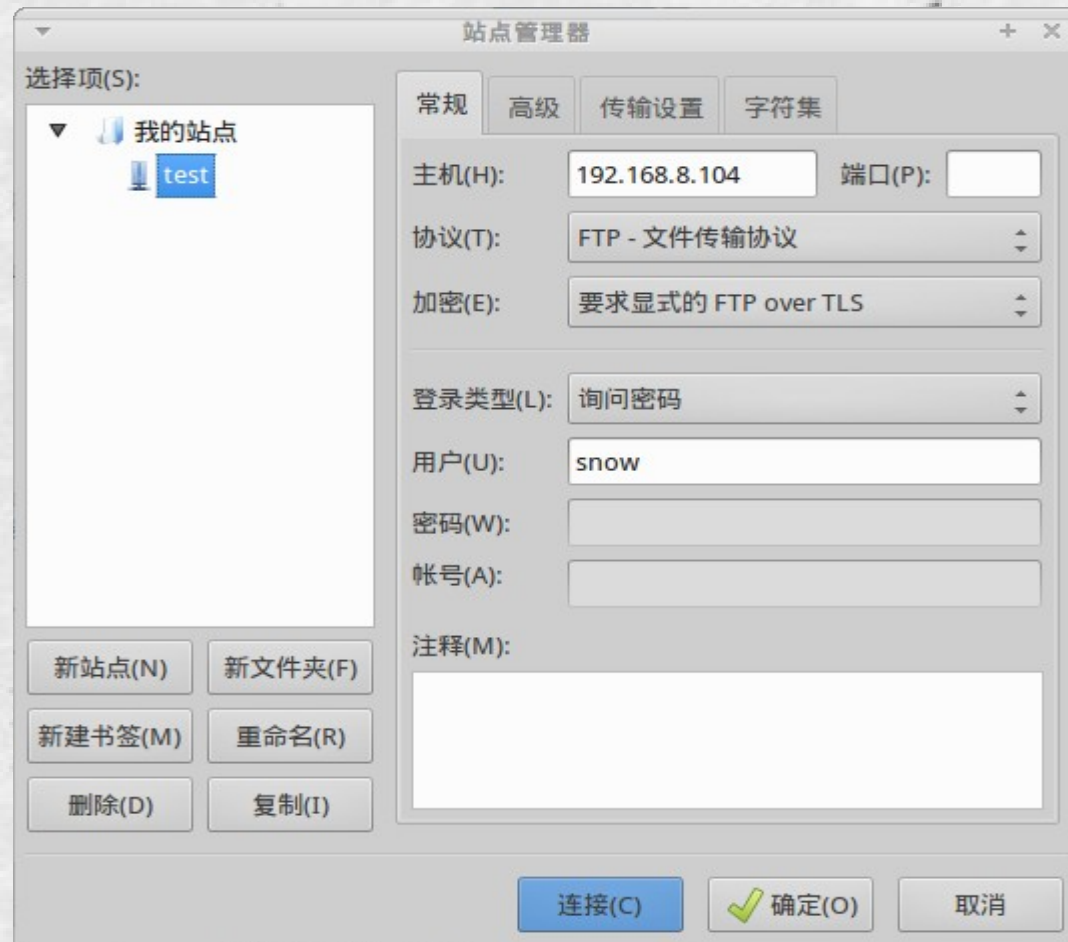 站点管理器
选择项(S):
我的站点
test
新站点(N) 新文件夹(F)
新建书签(M) 重命名(R)
删除(D) 复制(I)
常规 高级 传输设置 字符集
主机(H): 192.168.8.104 端口(P):
协议(T): FTP - 文件传输协议
加密(E): 要求显式的 FTP over TLS
登录类型(L): 询问密码
用户(U): snow
密码(W):
帐号(A):
注释(M):
连接(C) 确定(O) 取消